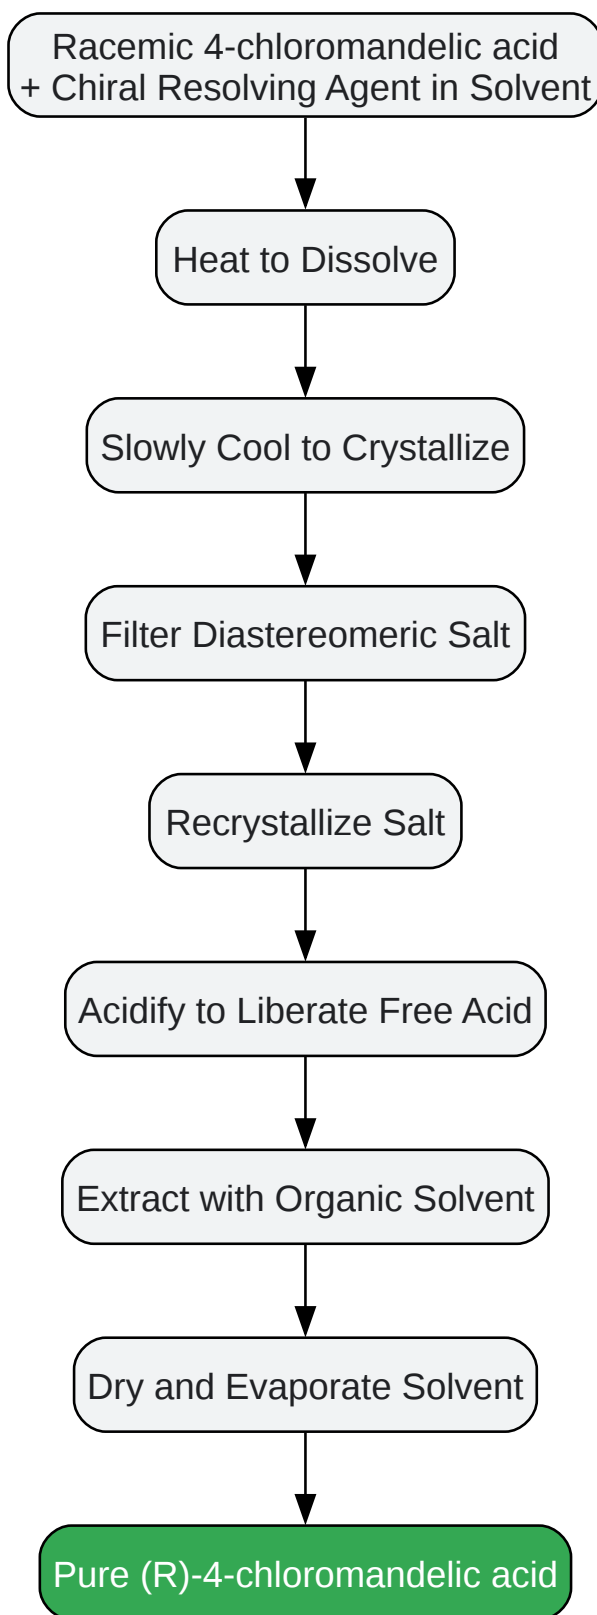 Racemic 4-chloromandelic acid
+ Chiral Resolving Agent in Solvent
Heat to Dissolve
Slowly Cool to Crystallize
Filter Diastereomeric Salt
Recrystallize Salt
Acidify to Liberate Free Acid
Extract with Organic Solvent
Dry and Evaporate Solvent
Pure (R)-4-chloromandelic acid